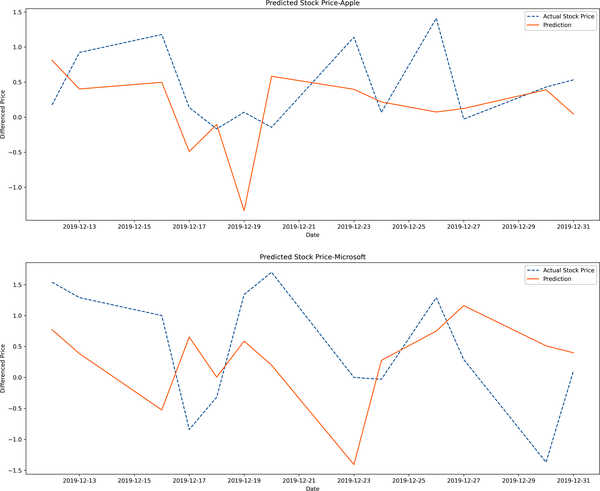 Predicted Stock Price-Apple
Actual Stock Price
Prediction
1.5
1.0
0.5
0.0
−0.5
−1.0
Differenced Price
2019-12-13 2019-12-15 2019-12-17 2019-12-19 2019-12-21 2019-12-23 2019-12-25 2019-12-27 2019-12-29 2019-12-31
Date
Predicted Stock Price-Microsoft
Actual Stock Price
Prediction
1.5
1.0
0.5
0.0
−0.5
−1.0
−1.5
Differenced Price
2019-12-13 2019-12-15 2019-12-17 2019-12-19 2019-12-21 2019-12-23 2019-12-25 2019-12-27 2019-12-29 2019-12-31
Date